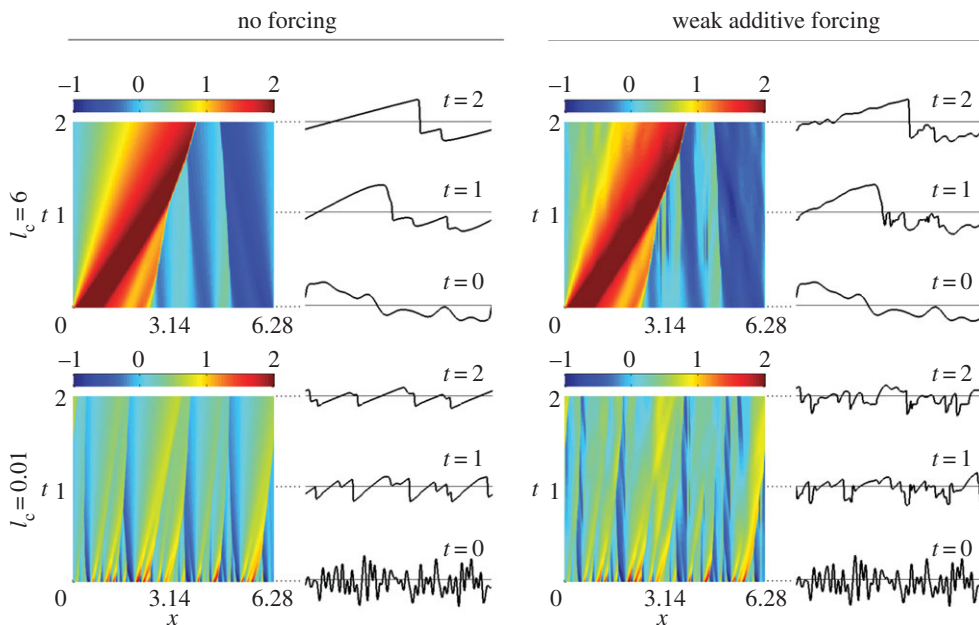 no forcing
weak additive forcing
–1 0 1 2
–1 0 1 2
t = 2
t = 2
2
2
l_c = 6
t = 1
t = 1
t 1
t 1
t = 0
t = 0
0 3.14 6.28
0 3.14 6.28
–1 0 1 2
–1 0 1 2
t = 2
t = 2
2
2
l_c = 0.01
t = 1
t = 1
t 1
t 1
t = 0
t = 0
0 3.14 6.28
0 3.14 6.28
x
x